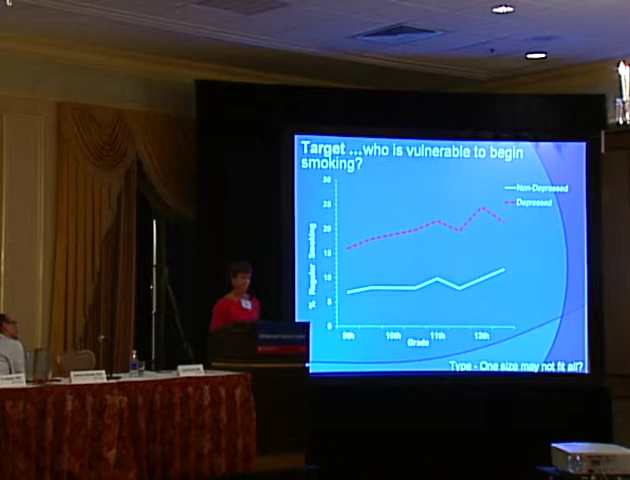 Target ...who is vulnerable to begin
smoking?
30
25
20
15
10
5
0
% Regular Smoking
Non-Depressed
Depressed
9th 10th 11th 12th
Grade
Type - One size may not fit all?